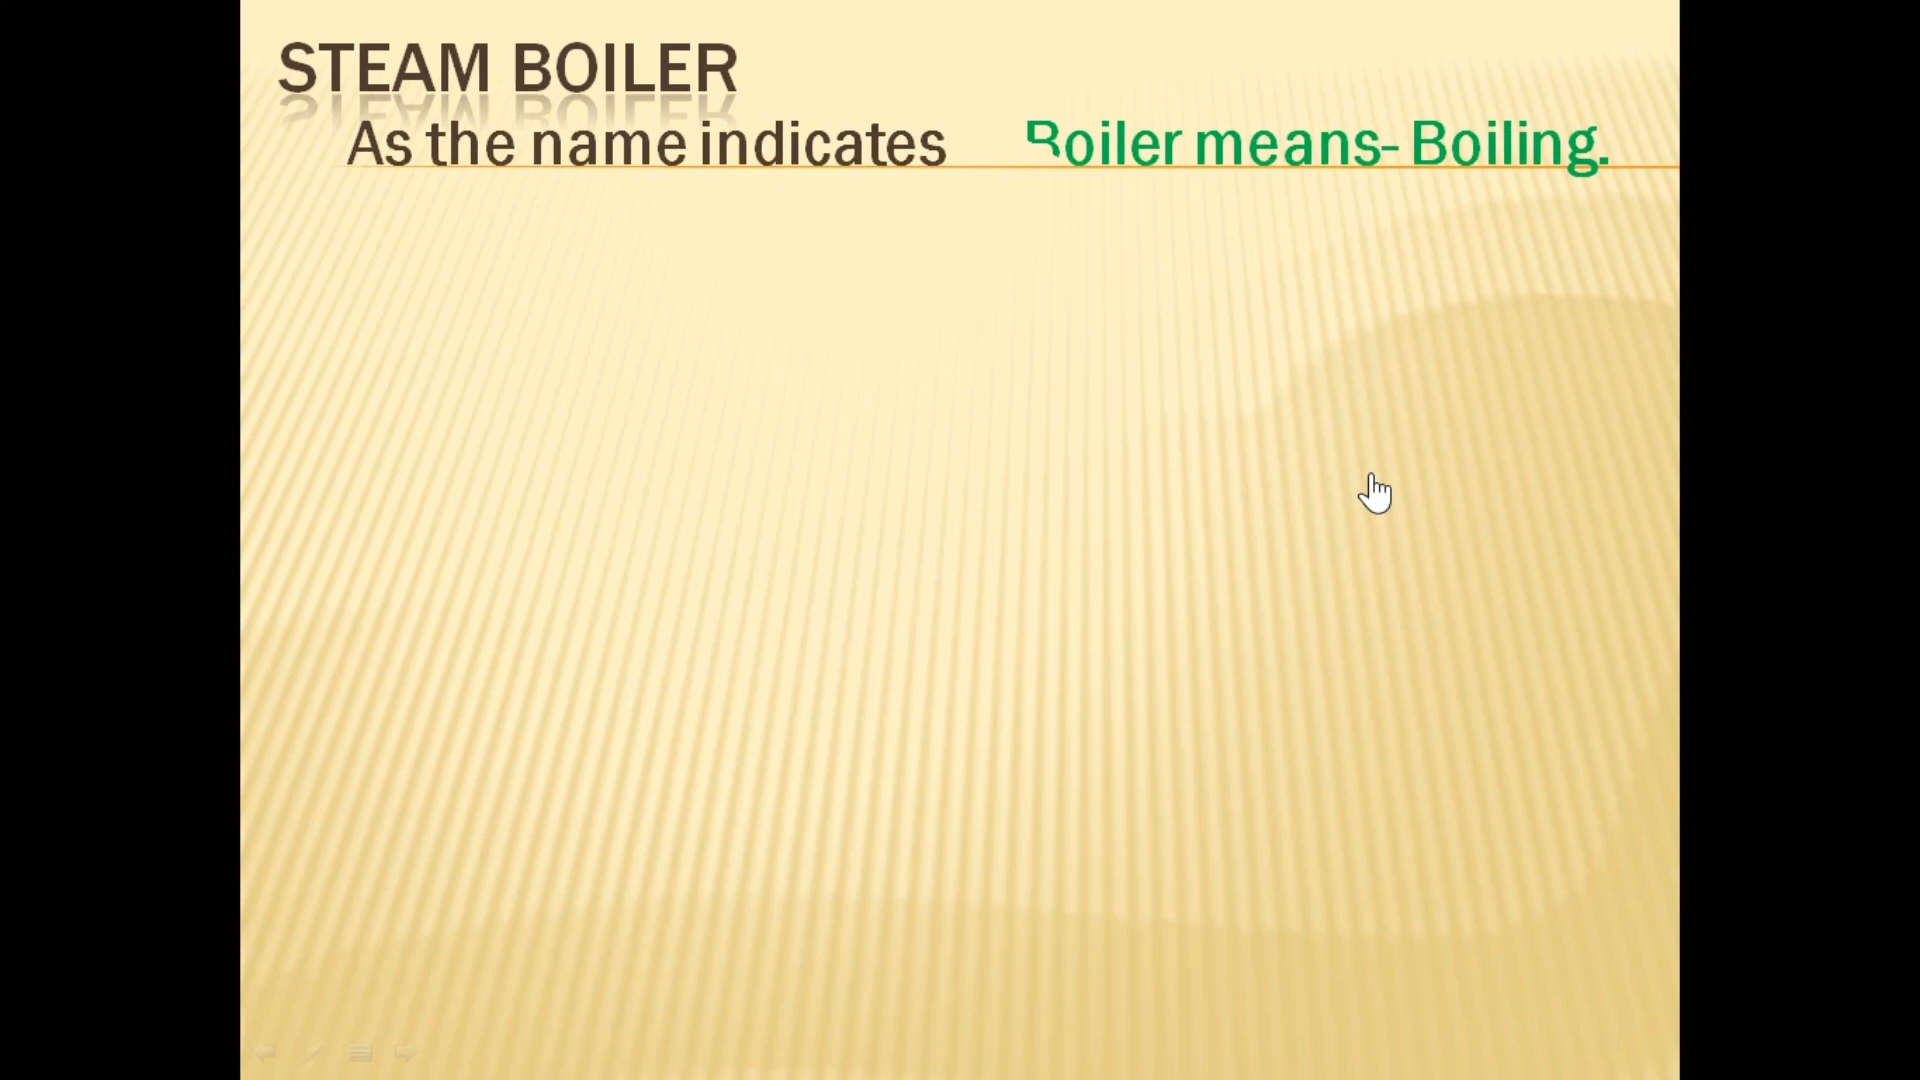 STEAM BOILER
As the name indicates Boiler means- Boiling.